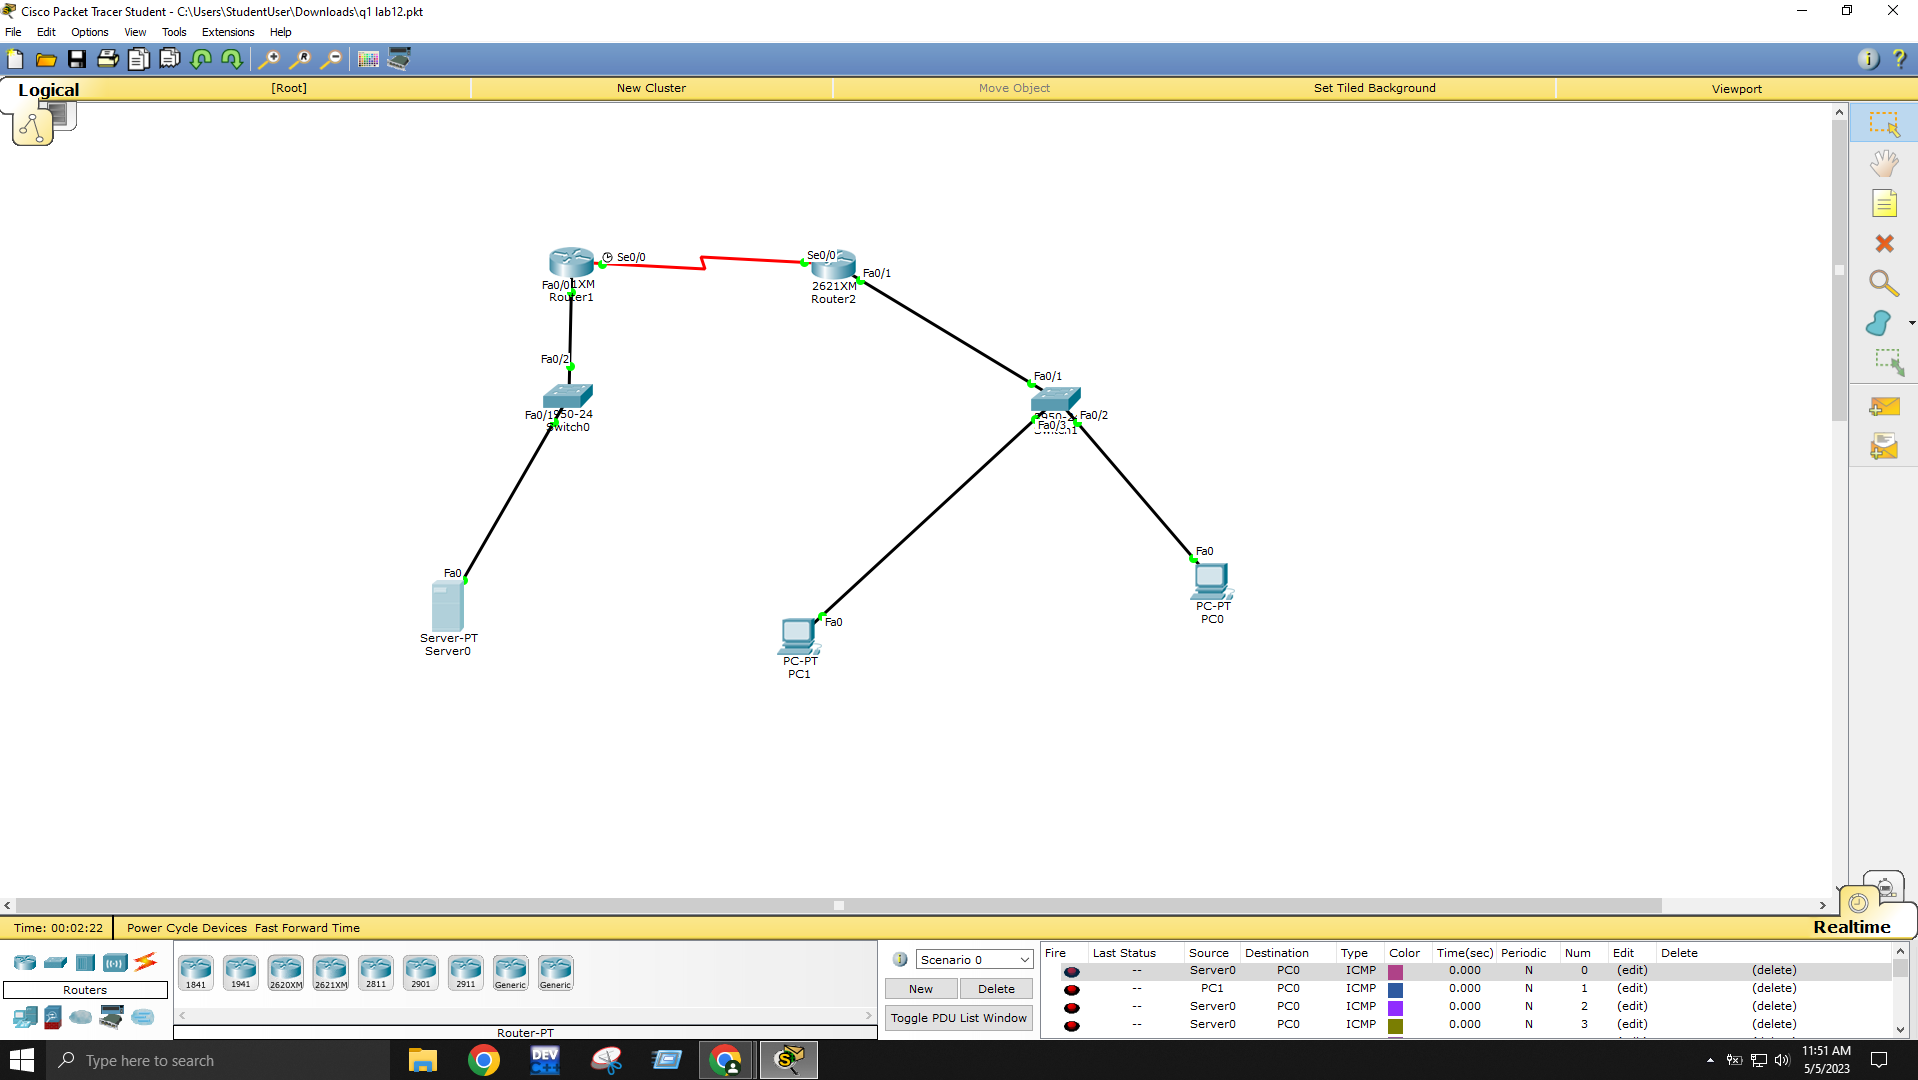 Cisco Packet Tracer Student - C:\Users\StudentUser\Downloads\q1 lab12.pkt
File Edit Options View Tools Extensions Help
Logical [Root] New Cluster Move Object Set Tiled Background Viewport
Se0/0 Se0/0
Fa0/1
Fa0/0 1XM
Router1
2621XM
Router2
Fa0/2
Fa0/1
Fa0/1 950-24
Switch0
Fa0/2
Fa0/3
Fa0
Fa0
Server-PT
Server0
PC-PT
PC0
Fa0
PC-PT
PC1
Time: 00:02:22 Power Cycle Devices Fast Forward Time Realtime
Routers
1841 1941 2620XM 2621XM 2811 2901 2911 Generic Generic
Router-PT
Scenario 0
New Delete
Toggle PDU List Window
Fire Last Status Source Destination Type Color Time(sec) Periodic Num Edit Delete
-- Server0 PC0 ICMP 0.000 N 0 (edit) (delete)
-- PC1 PC0 ICMP 0.000 N 1 (edit) (delete)
-- Server0 PC0 ICMP 0.000 N 2 (edit) (delete)
-- Server0 PC0 ICMP 0.000 N 3 (edit) (delete)
Type here to search
DEV C++
11:51 AM
5/5/2023